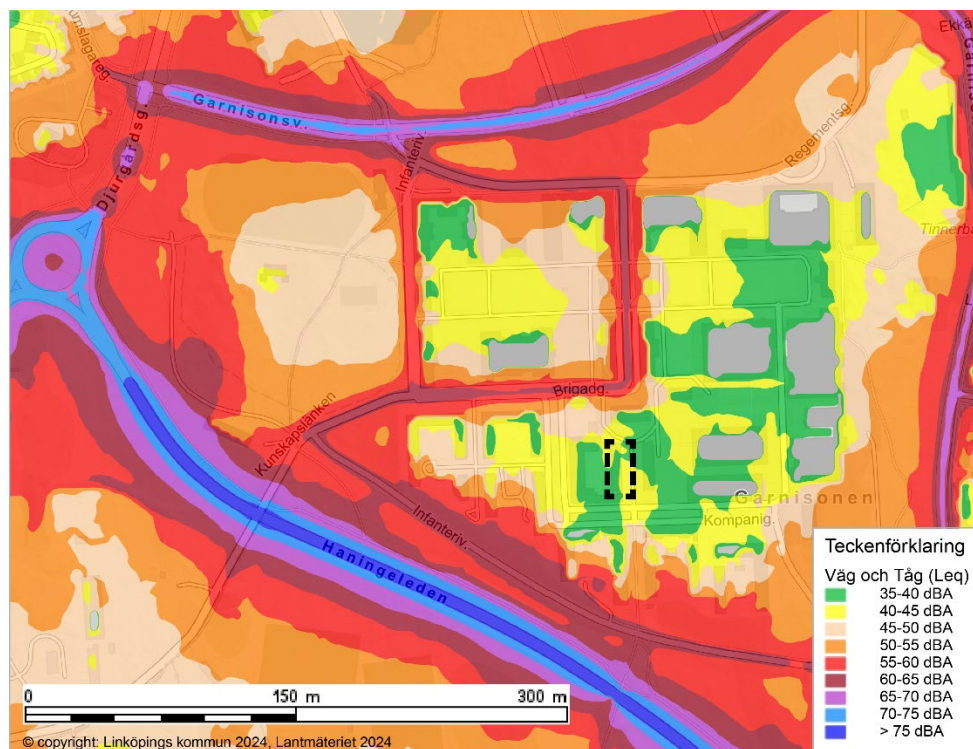 Garnisonsv.
Djurgårdsg.
Infanteriv.
Regementsg.
Ekka
Tinnerbä
Brigadg.
Kunskapslänken
Infanteriv.
Haningeleden
Garnisonen
Kompanig.
Teckenförklaring
Väg och Tåg (Leq)
35-40 dBA
40-45 dBA
45-50 dBA
50-55 dBA
55-60 dBA
60-65 dBA
65-70 dBA
70-75 dBA
> 75 dBA
0 150 m 300 m
© copyright: Linköpings kommun 2024, Lantmäteriet 2024